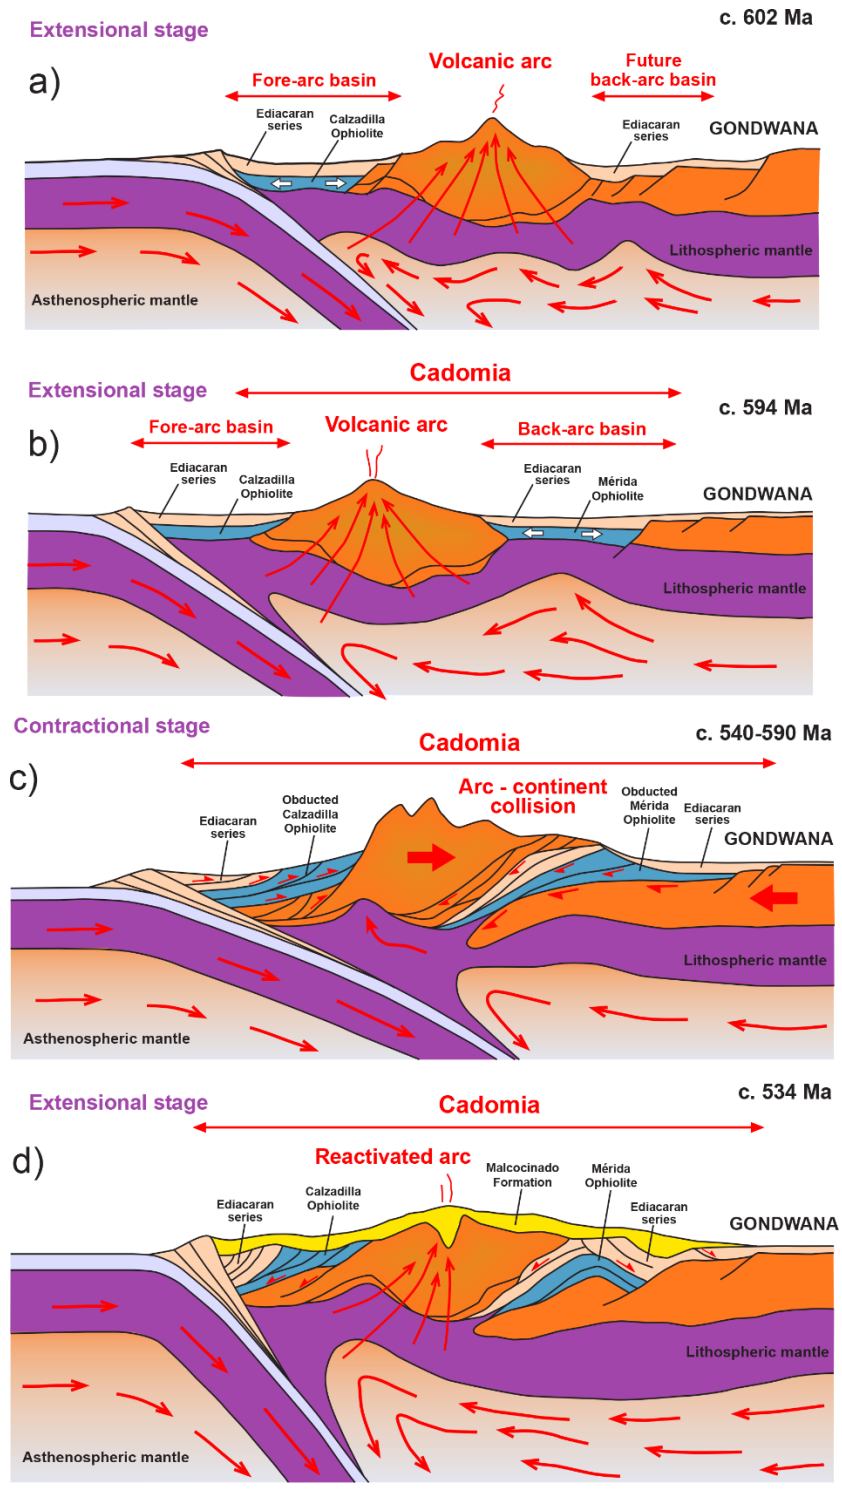 Extensional stage
c. 602 Ma
a)
Fore-arc basin
Volcanic arc
Future
back-arc basin
Ediacaran
series
Calzadilla
Ophiolite
Ediacaran
series
GONDWANA
Lithospheric mantle
Asthenospheric mantle
Cadomia
Extensional stage
c. 594 Ma
b)
Fore-arc basin
Volcanic arc
Back-arc basin
Ediacaran
series
Calzadilla
Ophiolite
Ediacaran
series
Mérida
Ophiolite
GONDWANA
Lithospheric mantle
Contractional stage
c. 540-590 Ma
Cadomia
c)
Arc - continent
collision
Ediacaran
series
Obducted
Calzadilla
Ophiolite
Obducted
Mérida
Ophiolite
Ediacaran
series
GONDWANA
Lithospheric mantle
Asthenospheric mantle
c. 534 Ma
Extensional stage
Cadomia
d)
Reactivated arc
Ediacaran
series
Calzadilla
Ophiolite
Malcocinado
Formation
Mérida
Ophiolite
Ediacaran
series
GONDWANA
Lithospheric mantle
Asthenospheric mantle